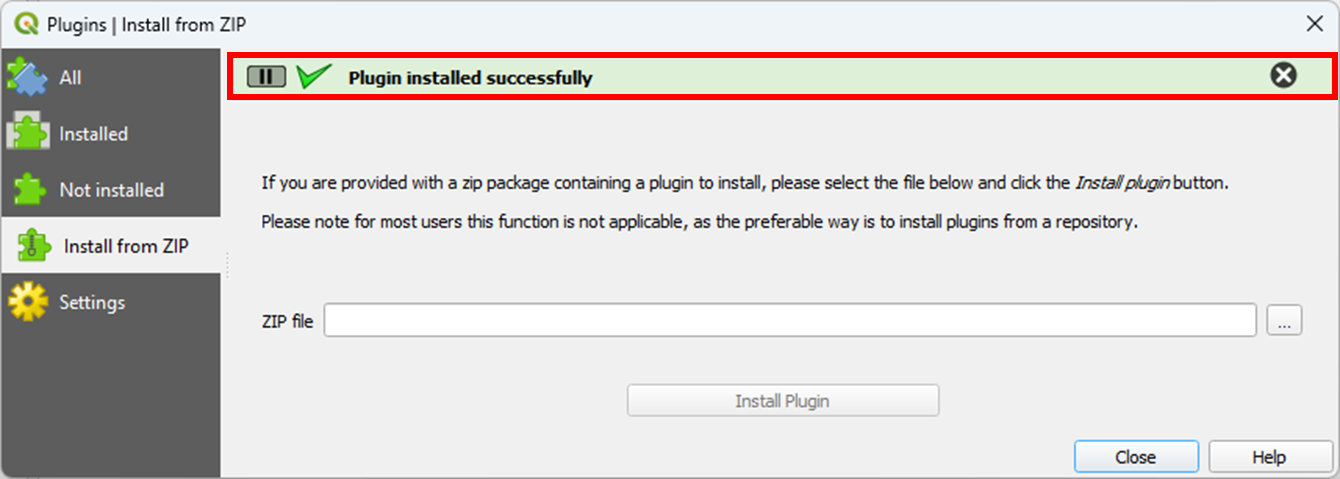 Plugins | Install from ZIP
All
Installed
Not installed
Install from ZIP
Settings
Plugin installed successfully
If you are provided with a zip package containing a plugin to install, please select the file below and click the Install plugin button.
Please note for most users this function is not applicable, as the preferable way is to install plugins from a repository.
ZIP file
...
Install Plugin
Close
Help